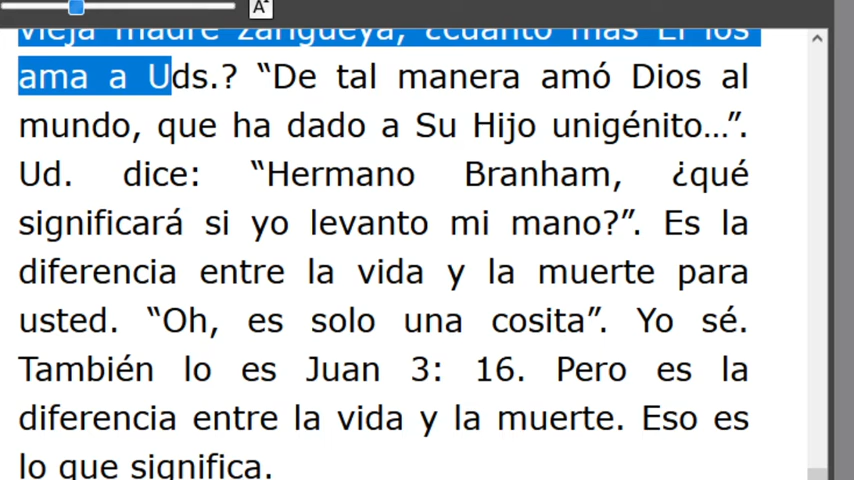 A
vieja madre zarigueya, ¿cuánto más Él los
ama a Uds.? “De tal manera amó Dios al
mundo, que ha dado a Su Hijo unigénito…”.
Ud. dice: “Hermano Branham, ¿qué
significará si yo levanto mi mano?”. Es la
diferencia entre la vida y la muerte para
usted. “Oh, es solo una cosita”. Yo sé.
También lo es Juan 3: 16. Pero es la
diferencia entre la vida y la muerte. Eso es
lo que significa.